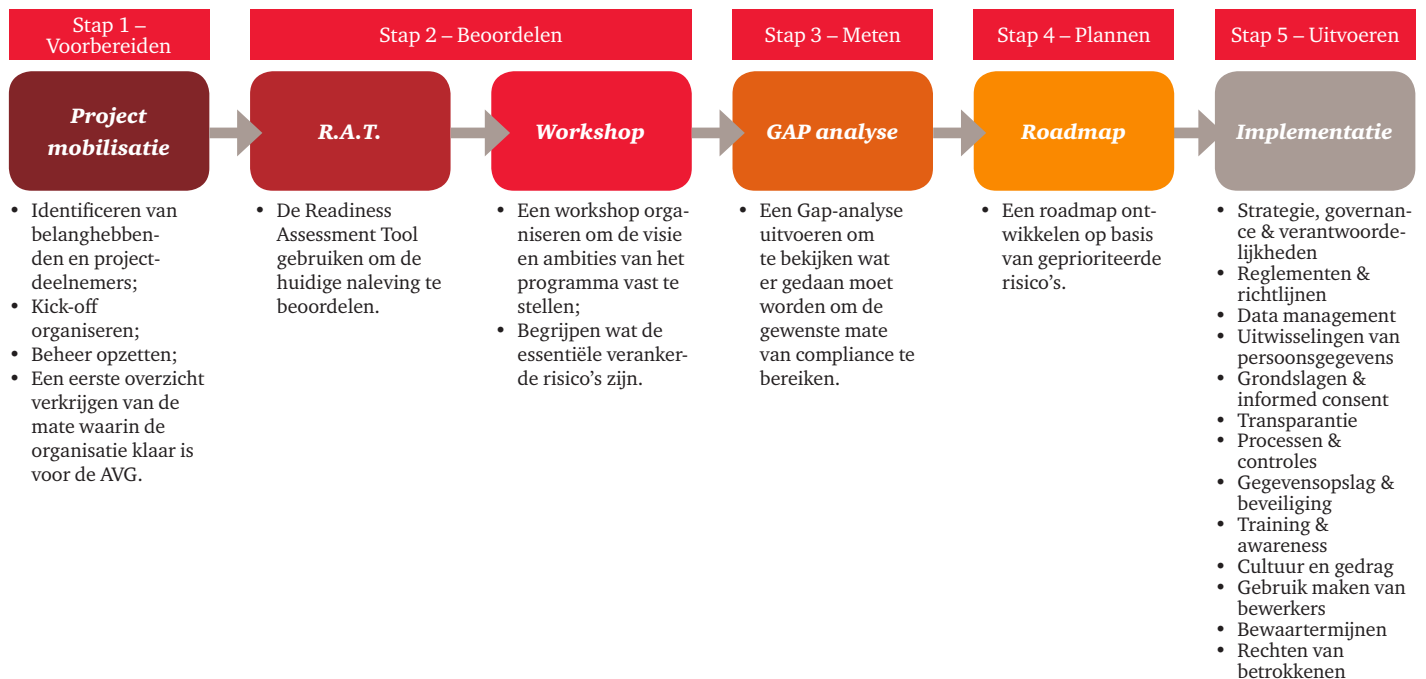 Stap 1 –
Voorbereiden
Stap 2 – Beoordelen
Stap 3 – Meten
Stap 4 – Plannen
Stap 5 – Uitvoeren
Project
mobilisatie
R.A.T.
Workshop
GAP analyse
Roadmap
Implementatie
• Identificeren van
belanghebben-
den en project-
deelnemers;
• Kick-off
organiseren;
• Beheer opzetten;
• Een eerste overzicht
verkrijgen van de
mate waarin de
organisatie klaar is
voor de AVG.
• De Readiness
Assessment Tool
gebruiken om de
huidige naleving te
beoordelen.
• Een workshop orga-
niseren om de visie
en ambities van het
programma vast te
stellen;
• Begrijpen wat de
essentiële veranker-
de risico’s zijn.
• Een Gap-analyse
uitvoeren om
te bekijken wat
er gedaan moet
worden om de
gewenste mate
van compliance te
bereiken.
• Een roadmap ont-
wikkelen op basis
van geprioriteerde
risico’s.
• Strategie, governan-
ce & verantwoorde-
lijkheden
• Reglementen &
richtlijnen
• Data management
• Uitwisselingen van
persoonsgegevens
• Grondslagen &
informed consent
• Transparantie
• Processen &
controles
• Gegevensopslag &
beveiliging
• Training &
awareness
• Cultuur en gedrag
• Gebruik maken van
bewerkers
• Bewaartermijnen
• Rechten van
betrokkenen